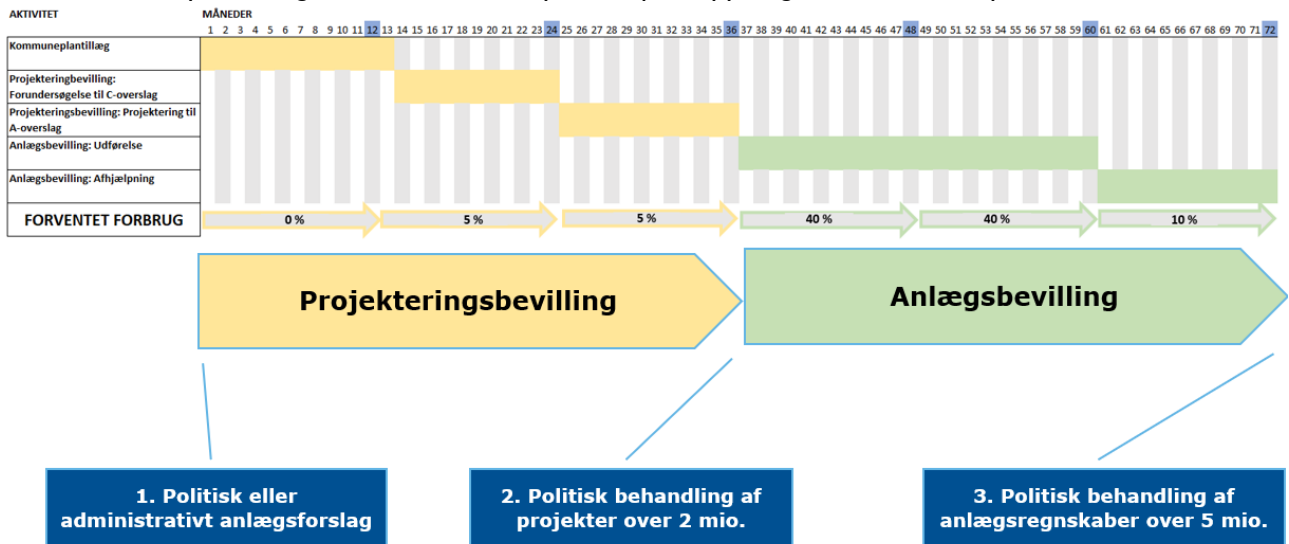 AKTIVITET
MÅNEDER
1 2 3 4 5 6 7 8 9 10 11 12 13 14 15 16 17 18 19 20 21 22 23 24 25 26 27 28 29 30 31 32 33 34 35 36 37 38 39 40 41 42 43 44 45 46 47 48 49 50 51 52 53 54 55 56 57 58 59 60 61 62 63 64 65 66 67 68 69 70 71 72
Kommuneplantillæg
Projekteringbevilling:
Forundersøgelse til C-overslag
Projekteringsbevilling: Projektering til
A-overslag
Anlægsbevilling: Udførelse
Anlægsbevilling: Afhjælpning
FORVENTET FORBRUG
0 %
5 %
5 %
40 %
40 %
10 %
Projekteringsbevilling
Anlægsbevilling
1. Politisk eller
administrativt anlægsforslag
2. Politisk behandling af
projekter over 2 mio.
3. Politisk behandling af
anlægsregnskaber over 5 mio.